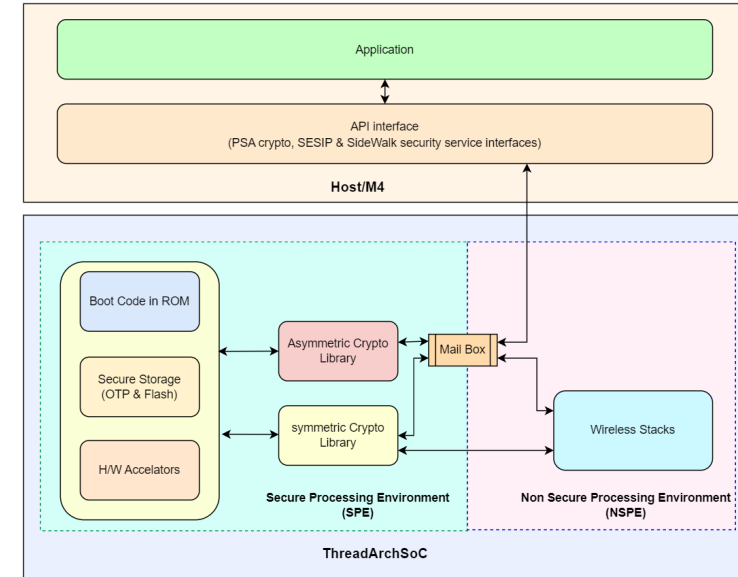 Application
API interface
(PSA crypto, SESIP & SideWalk security service interfaces)
Host/M4
Boot Code in ROM
Secure Storage
(OTP & Flash)
H/W Accelators
Asymmetric Crypto
Library
symmetric Crypto
Library
Mail Box
Wireless Stacks
Secure Processing Environment
(SPE)
Non Secure Processing Environment
(NSPE)
ThreadArchSoC